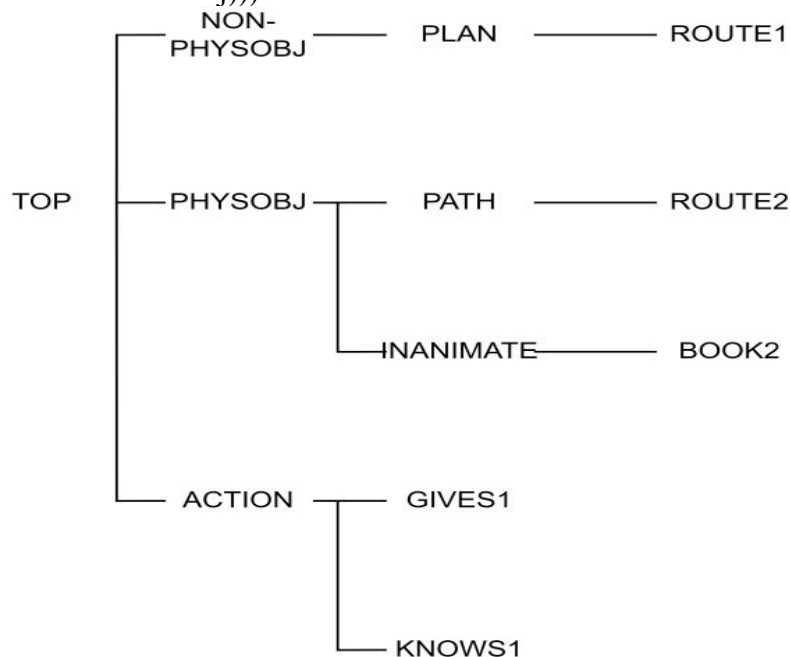 J)))
NON-
PHYSOBJ PLAN ROUTE1
TOP PHYSOBJ PATH ROUTE2
INANIMATE BOOK2
ACTION GIVES1
KNOWS1